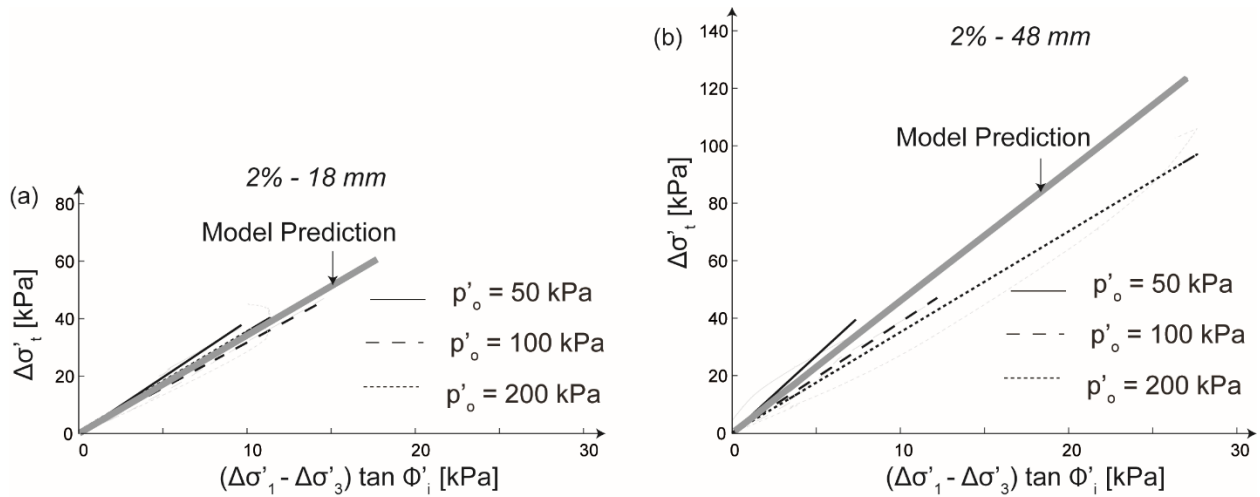 (a)
2% - 18 mm
Model Prediction
Δσ't [kPa]
80
60
40
20
0
p'o = 50 kPa
p'o = 100 kPa
p'o = 200 kPa
0
10
20
30
(Δσ'1 - Δσ'3) tan Φ'i [kPa]
(b)
2% - 48 mm
Model Prediction
Δσ't [kPa]
140
120
100
80
60
40
20
0
p'o = 50 kPa
p'o = 100 kPa
p'o = 200 kPa
0
10
20
30
(Δσ'1 - Δσ'3) tan Φ'i [kPa]